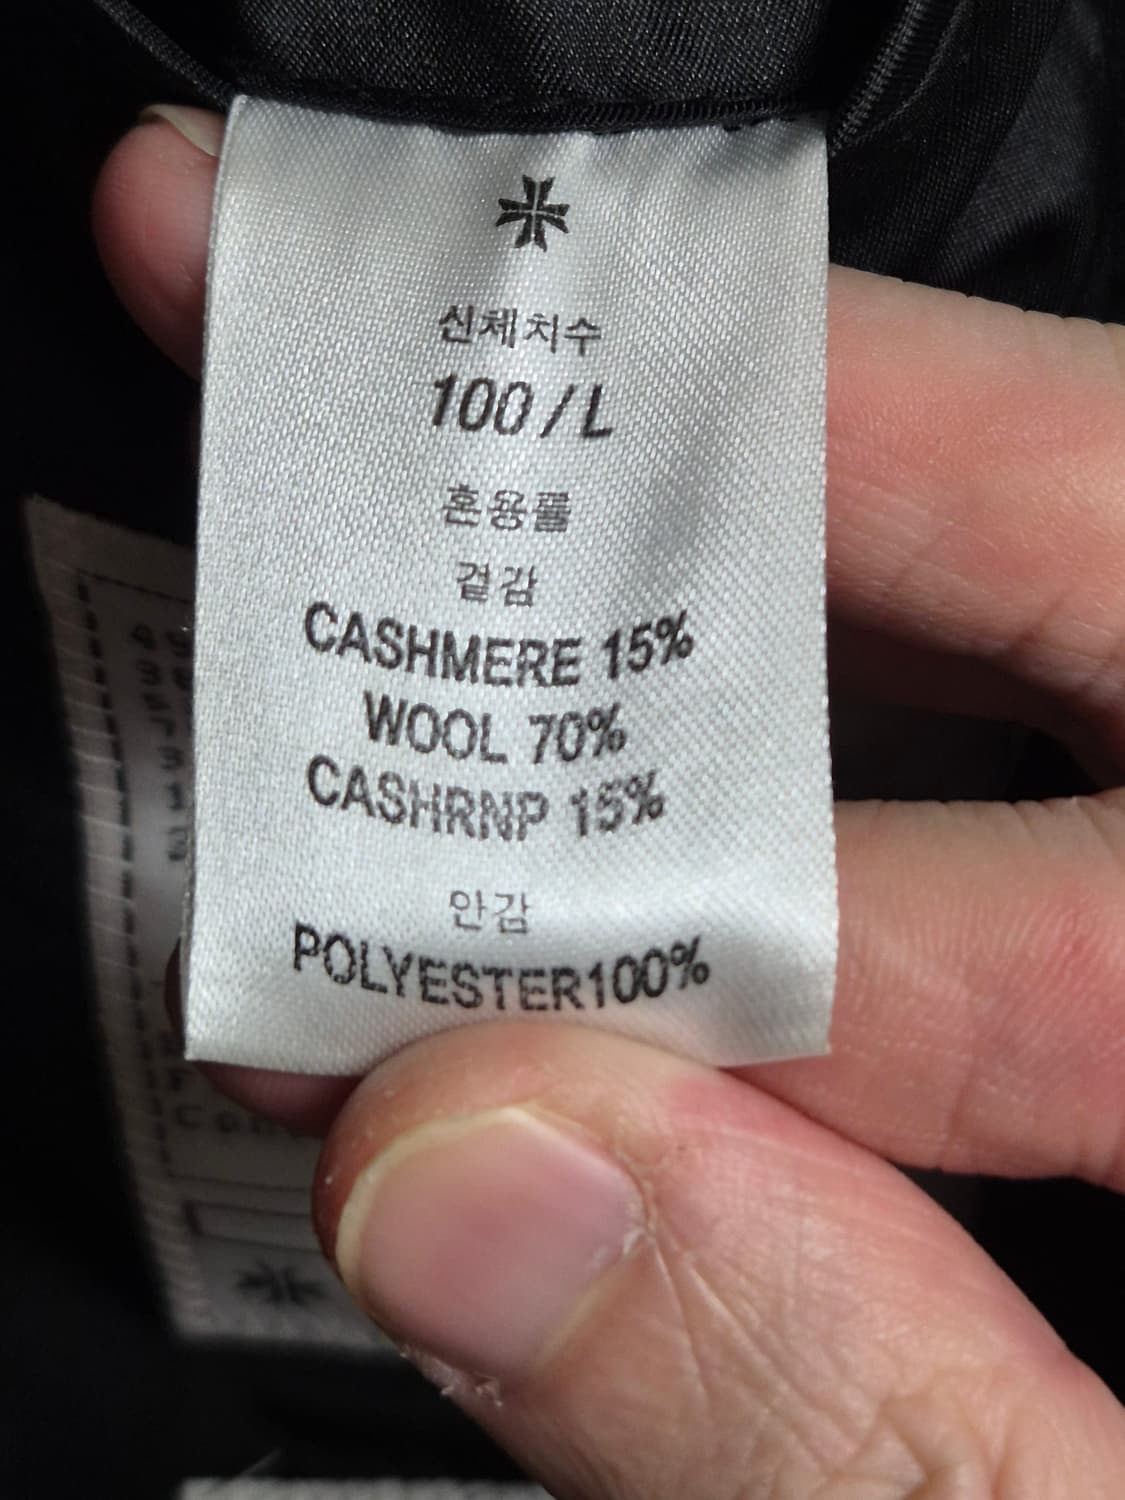 신체치수
100 / L
혼용률
겉감
CASHMERE 15%
WOOL 70%
CASHRNP 15%
안감
POLYESTER100%